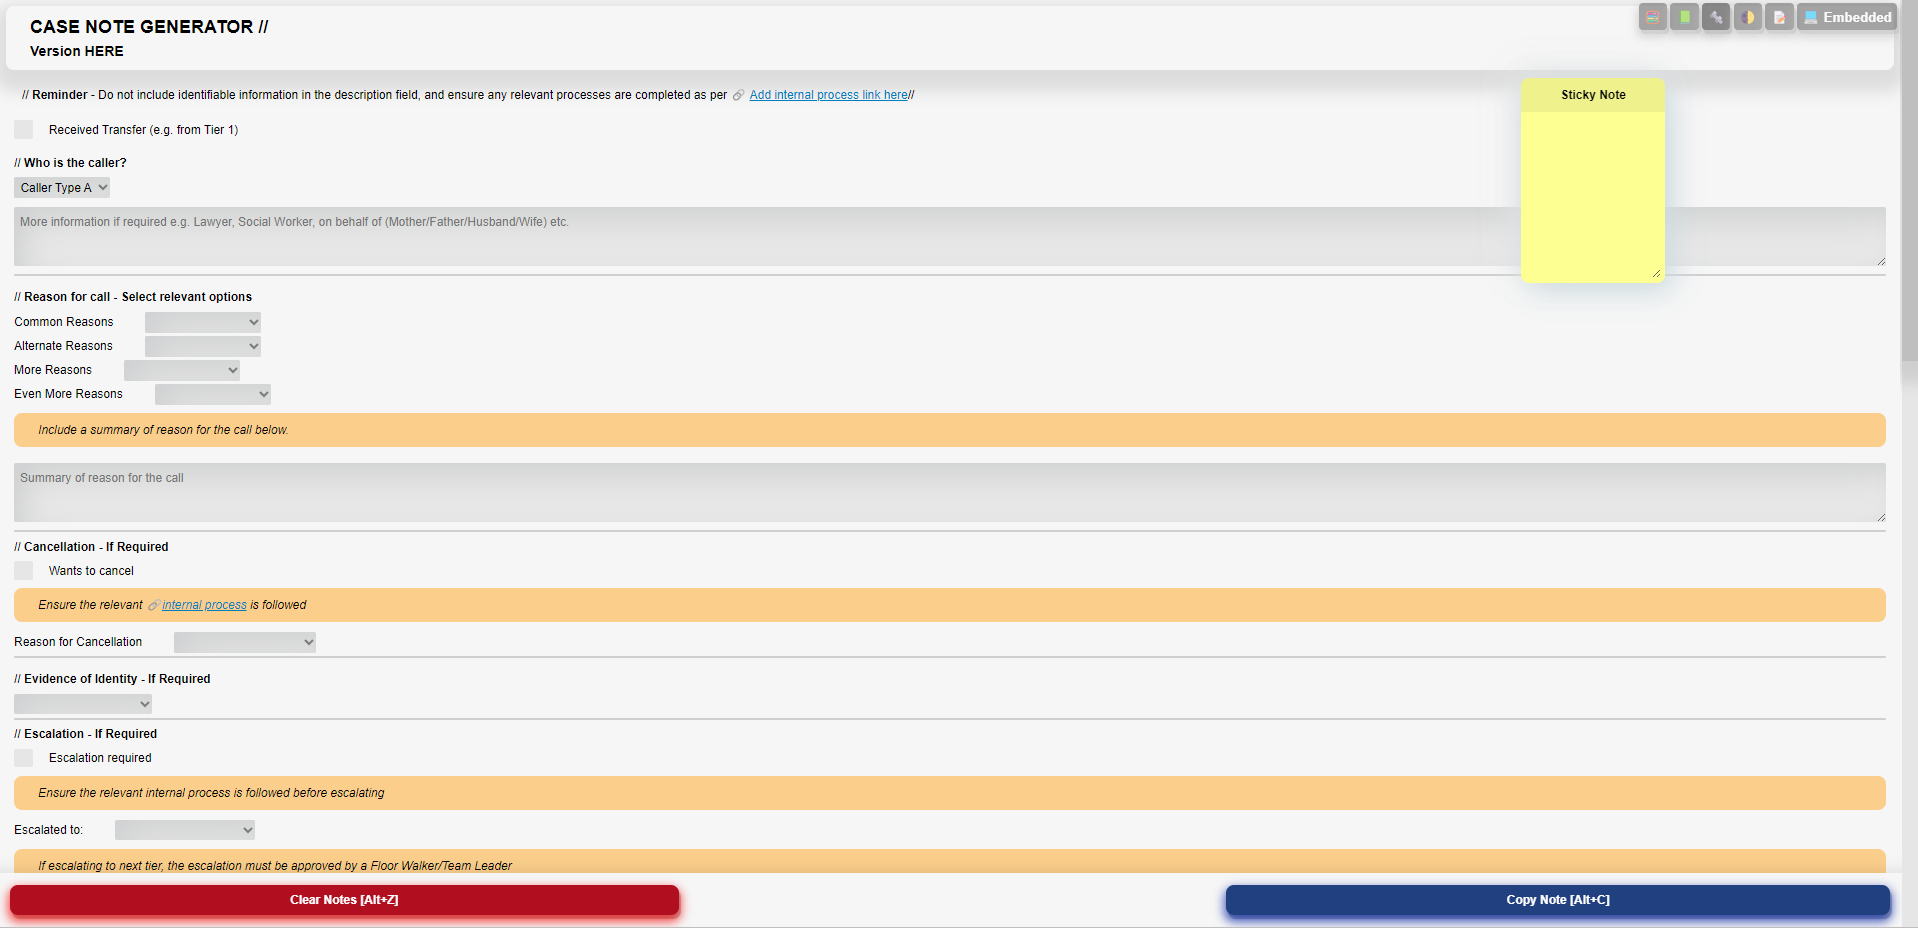 CASE NOTE GENERATOR //
Version HERE
Embedded
// Reminder - Do not include identifiable information in the description field, and ensure any relevant processes are completed as per Add internal process link here//
Sticky Note
Received Transfer (e.g. from Tier 1)
// Who is the caller?
Caller Type A
More information if required e.g. Lawyer, Social Worker, on behalf of (Mother/Father/Husband/Wife) etc.
// Reason for call - Select relevant options
Common Reasons
Alternate Reasons
More Reasons
Even More Reasons
Include a summary of reason for the call below.
Summary of reason for the call
// Cancellation - If Required
Wants to cancel
Ensure the relevant internal process is followed
Reason for Cancellation
// Evidence of Identity - If Required
// Escalation - If Required
Escalation required
Ensure the relevant internal process is followed before escalating
Escalated to:
If escalating to next tier, the escalation must be approved by a Floor Walker/Team Leader
Clear Notes [Alt+Z]
Copy Note [Alt+C]